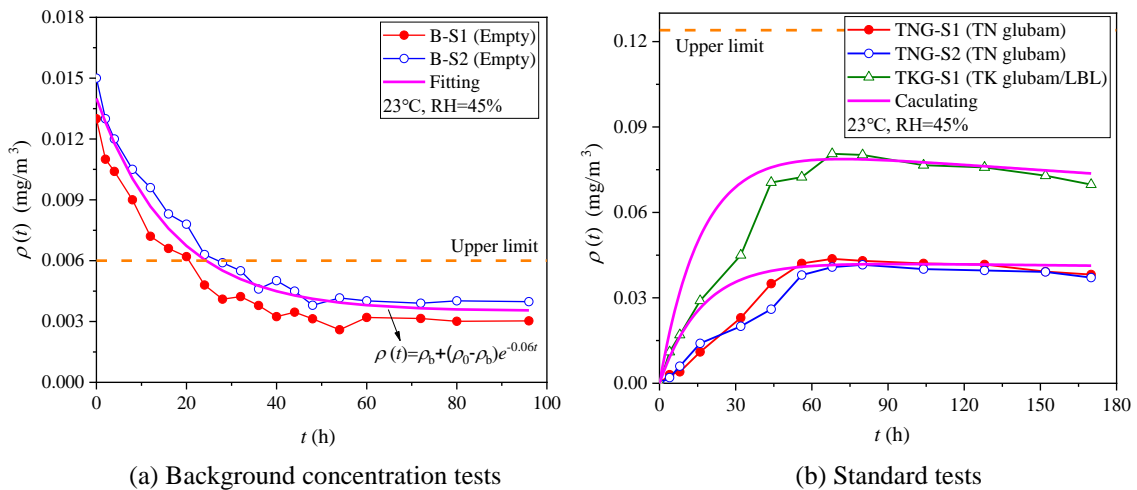 B-S1 (Empty)
B-S2 (Empty)
Fitting
23℃, RH=45%
Upper limit
ρ(t)=ρb+(ρ0-ρb)e-0.06t
0.018
0.015
0.012
0.009
0.006
0.003
0.000
ρ(t) (mg/m3)
0 20 40 60 80 100
t (h)
(a) Background concentration tests
TNG-S1 (TN glubam)
TNG-S2 (TN glubam)
TKG-S1 (TK glubam/LBL)
Caculating
23℃, RH=45%
Upper limit
0.12
0.09
0.06
0.03
0.00
ρ(t) (mg/m3)
0 30 60 90 120 150 180
t (h)
(b) Standard tests